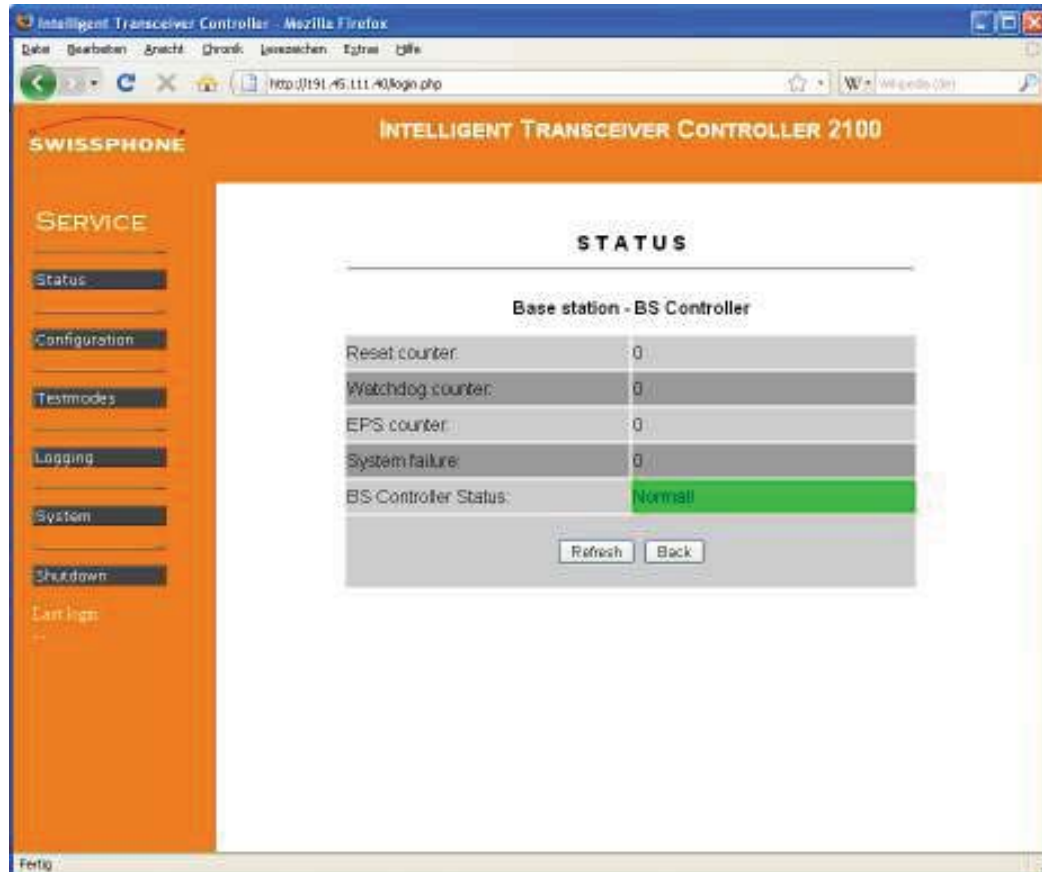 Intelligent Transceiver Controller - Mozilla Firefox
Datei Bearbeiten Ansicht Chronik Lesezeichen Extras Hilfe
http://191.45.111.40/login.php
W Wikipedia (de)
SWISSPHONE
INTELLIGENT TRANSCEIVER CONTROLLER 2100
SERVICE
Status
Configuration
Testmodes
Logging
System
Shutdown
Last login
--
STATUS
Base station - BS Controller
Reset counter: 0
Watchdog counter: 0
EPS counter: 0
System failure: 0
BS Controller Status: Normal!
Refresh Back
Fertig